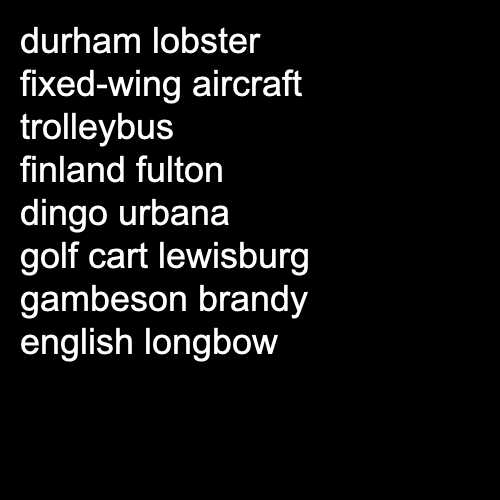 durham lobster
fixed-wing aircraft
trolleybus
finland fulton
dingo urbana
golf cart lewisburg
gambeson brandy
english longbow